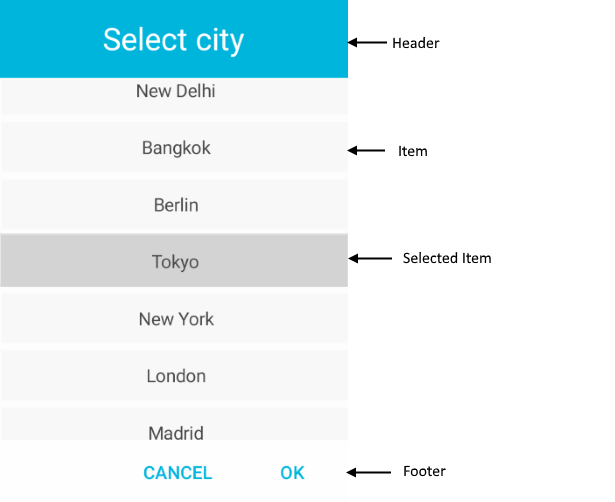 Select city
Header
New Delhi
Bangkok
Item
Berlin
Tokyo
Selected Item
New York
London
Madrid
CANCEL OK
Footer